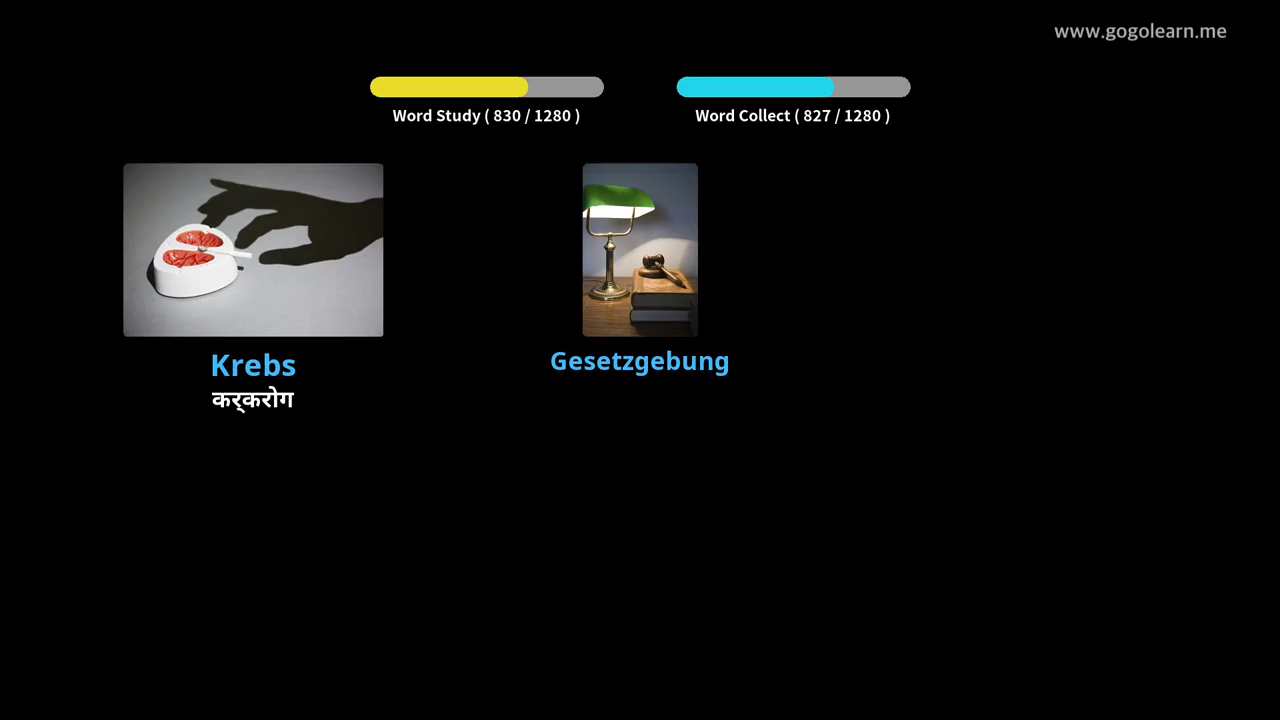 www.gogolearn.me
Word Study ( 830 / 1280 )
Word Collect ( 827 / 1280 )
Krebs
कर्‌करोग
Gesetzgebung